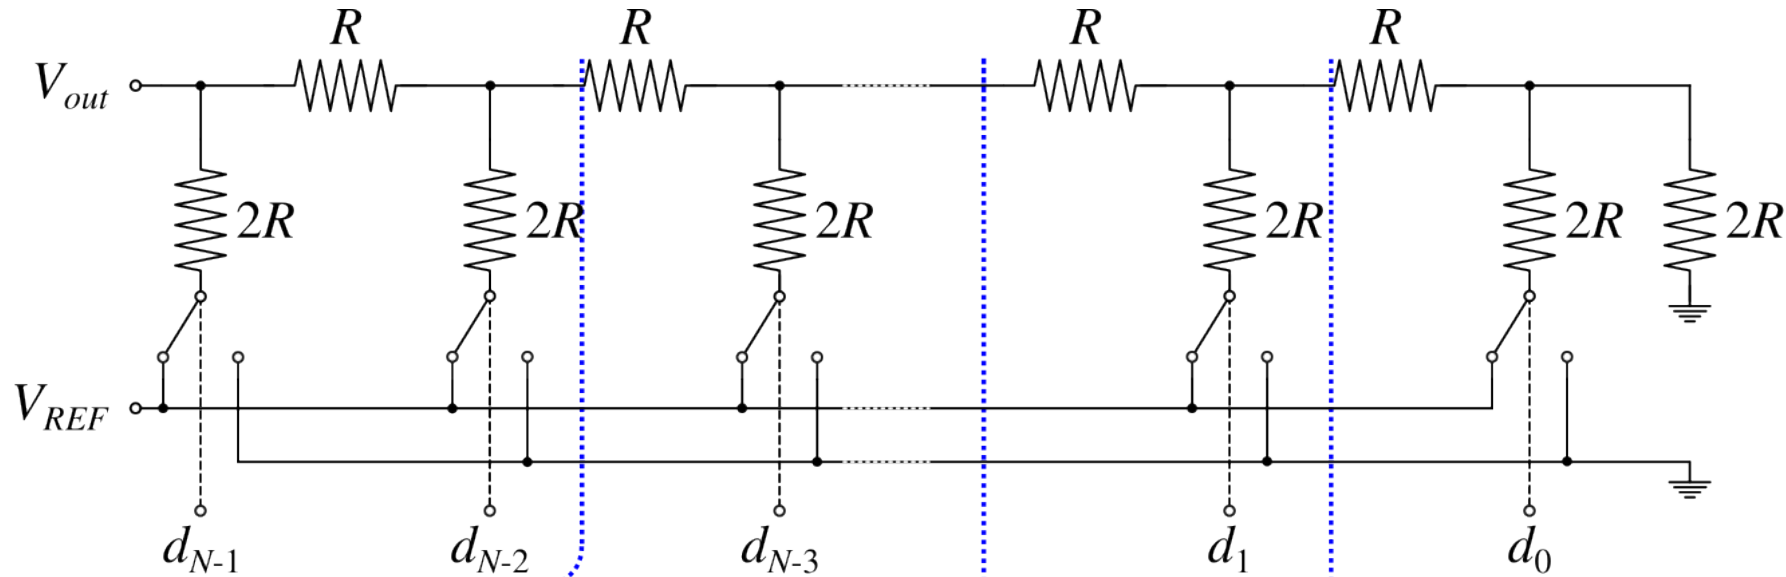 R R R R
V_out
2R 2R 2R 2R 2R 2R
V_REF
d_N-1 d_N-2 d_N-3 d_1 d_0